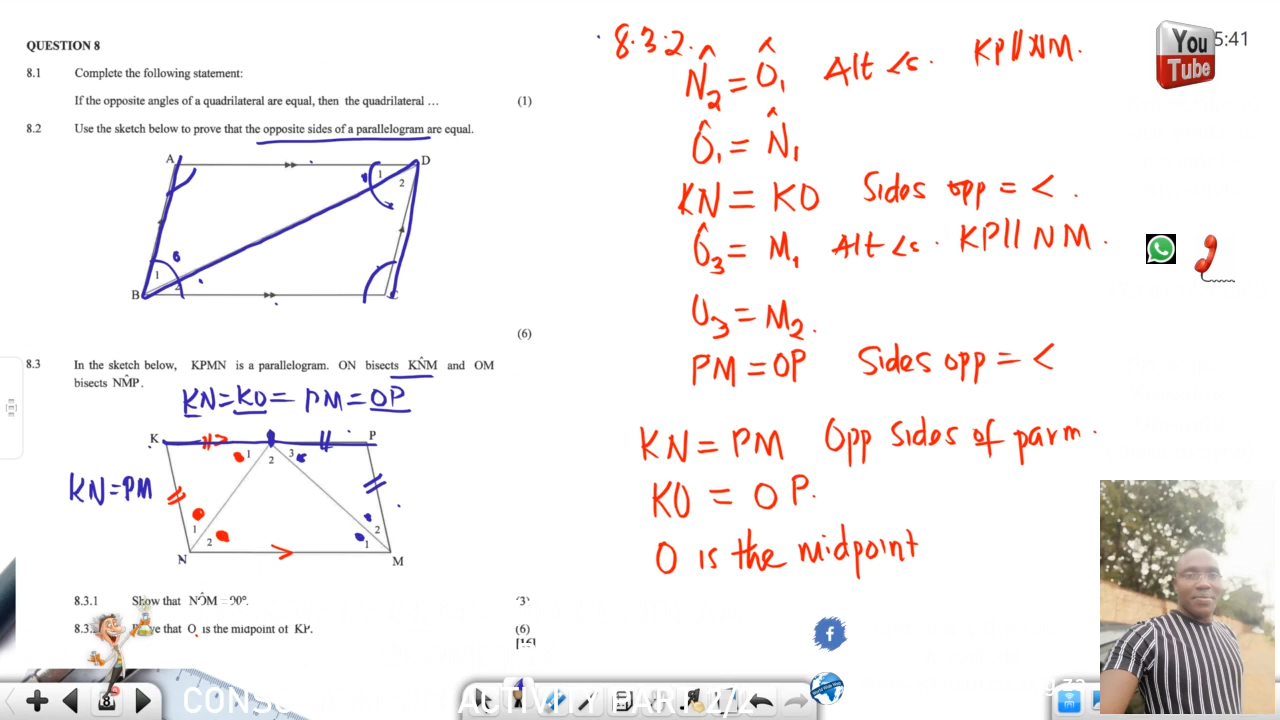 QUESTION 8
8.1 Complete the following statement:
If the opposite angles of a quadrilateral are equal, then the quadrilateral … (1)
8.2 Use the sketch below to prove that the opposite sides of a parallelogram are equal.
A D
1
2
1
2
B C
(6)
8.3 In the sketch below, KPMN is a parallelogram. ON bisects KN̂M and OM
bisects NM̂P.
KN=KO= PM=OP
K P
1 2 3
KN=PM
1 2
2 1
N M
8.3.1 Show that NÔM = 90°. (3)
that O is the midpoint of KP. (6)
[16]
8.3.2.
N̂2 = Ô1 Alt <s. KP// NM.
Ô1 = N̂1
KN = KO Sides opp = < .
Ô3 = M1 Alt <s. KP// NM.
O3 = M2.
PM = OP Sides opp = <
KN = PM Opp Sides of parm.
KO = OP.
O is the midpoint
You
Tube
5:41
8
ACTIVITY PART 2/2